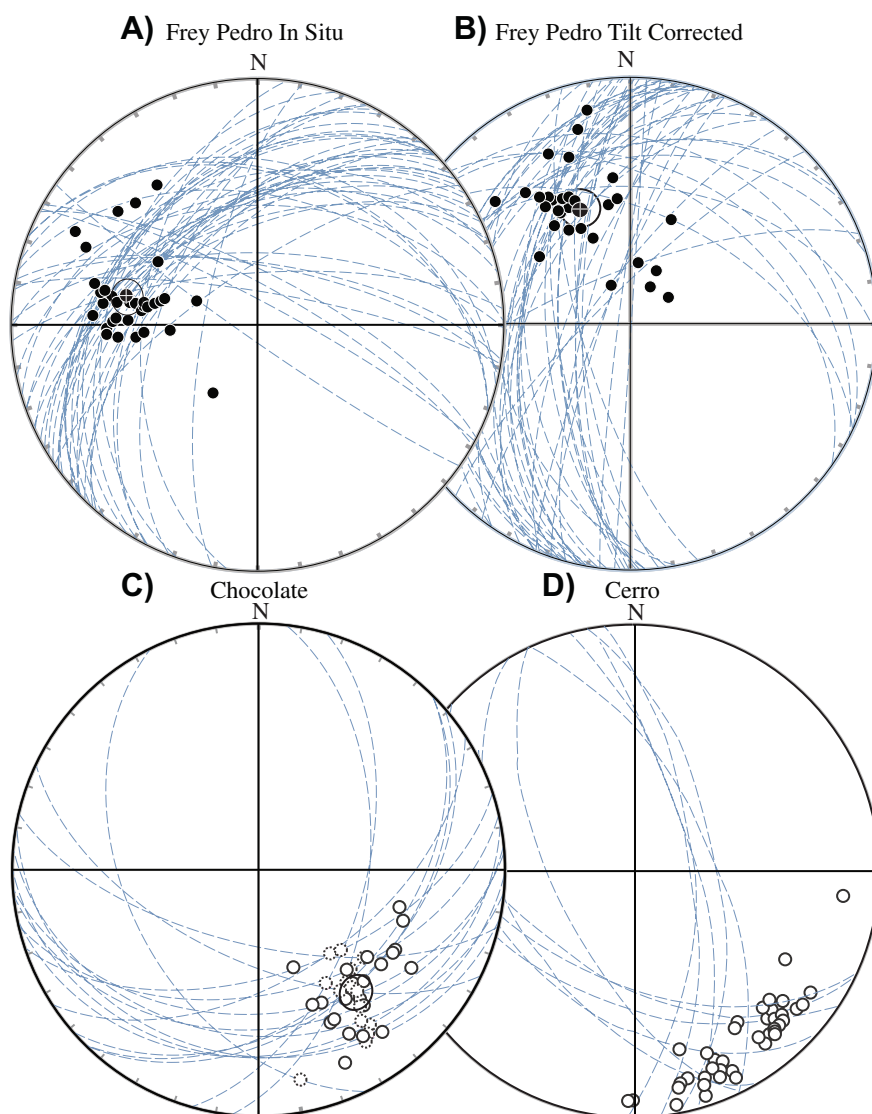 A) Frey Pedro In Situ
N
B) Frey Pedro Tilt Corrected
N
C) Chocolate
N
D) Cerro
N